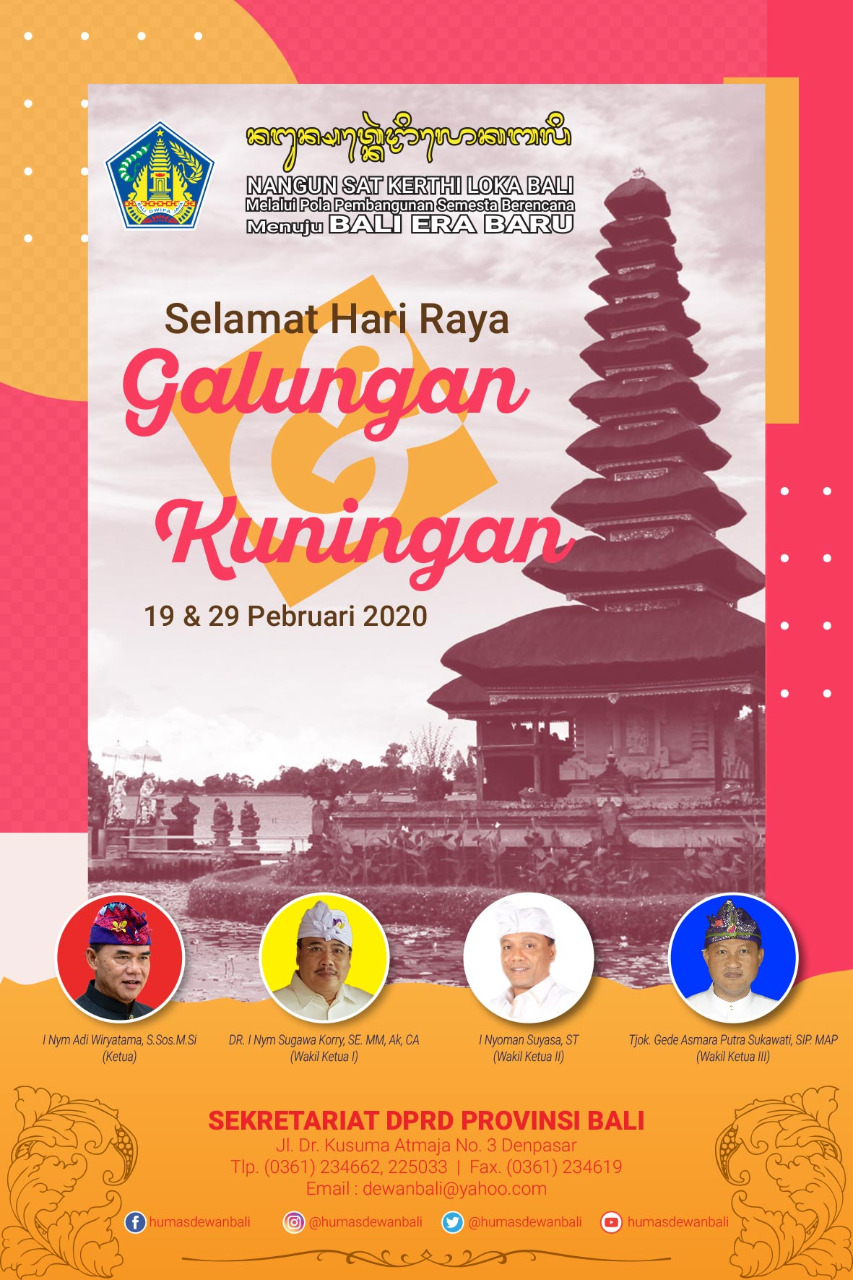 NANGUN SAT KERTHI LOKA BALI
Melalui Pola Pembangunan Semesta Berencana
Menuju BALI ERA BARU
Selamat Hari Raya
Galungan
&
Kuningan
19 & 29 Pebruari 2020
I Nym Adi Wiryatama, S.Sos.M.Si
(Ketua)
DR. I Nym Sugawa Korry, SE. MM, Ak, CA
(Wakil Ketua I)
I Nyoman Suyasa, ST
(Wakil Ketua II)
Tjok. Gede Asmara Putra Sukawati, SIP. MAP
(Wakil Ketua III)
SEKRETARIAT DPRD PROVINSI BALI
Jl. Dr. Kusuma Atmaja No. 3 Denpasar
Tlp. (0361) 234662, 225033 | Fax. (0361) 234619
Email : dewanbali@yahoo.com
humasdewanbali @humasdewanbali @humasdewanbali humasdewanbali